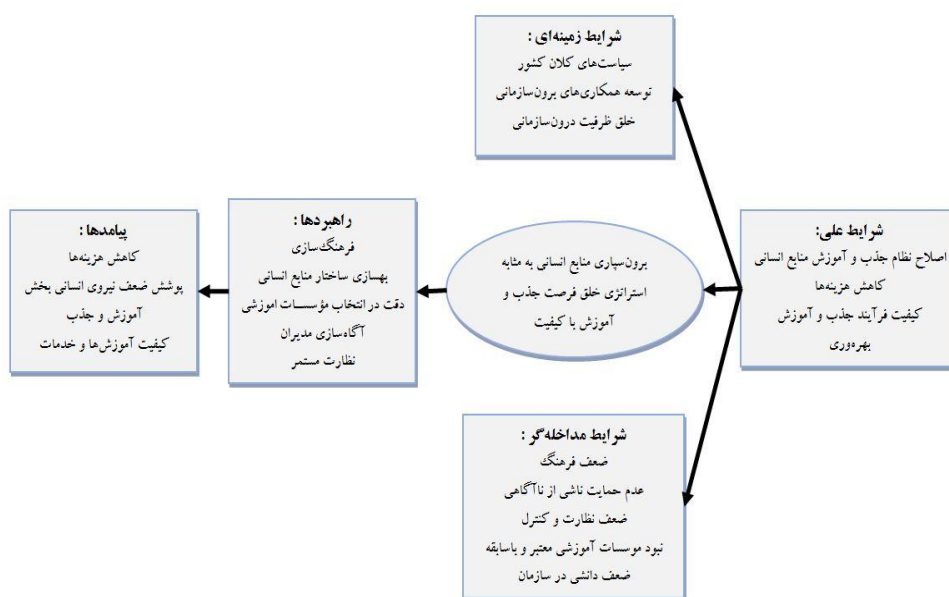 شرایط زمینه‌ای :
سیاست‌های کلان کشور
توسعه همکاری‌های برون‌سازمانی
خلق ظرفیت درون‌سازمانی
شرایط علی:
اصلاح نظام جذب و آموزش منابع انسانی
کاهش هزینه‌ها
کیفیت فرآیند جذب و آموزش
بهره‌وری
برون‌سپاری منابع انسانی به مثابه
استراتژی خلق فرصت جذب و
آموزش با کیفیت
راهبردها :
فرهنگ‌سازی
بهسازی ساختار منابع انسانی
دقت در انتخاب مؤسسات اموزشی
آگاه‌سازی مدیران
نظارت مستمر
پیامدها :
کاهش هزینه‌ها
پوشش ضعف نیروی انسانی بخش
آموزش و جذب
کیفیت آموزش‌ها و خدمات
شرایط مداخله‌گر :
ضعف فرهنگ
عدم حمایت ناشی از ناآگاهی
ضعف نظارت و کنترل
نبود موسسات آموزشی معتبر و باسابقه
ضعف دانشی در سازمان